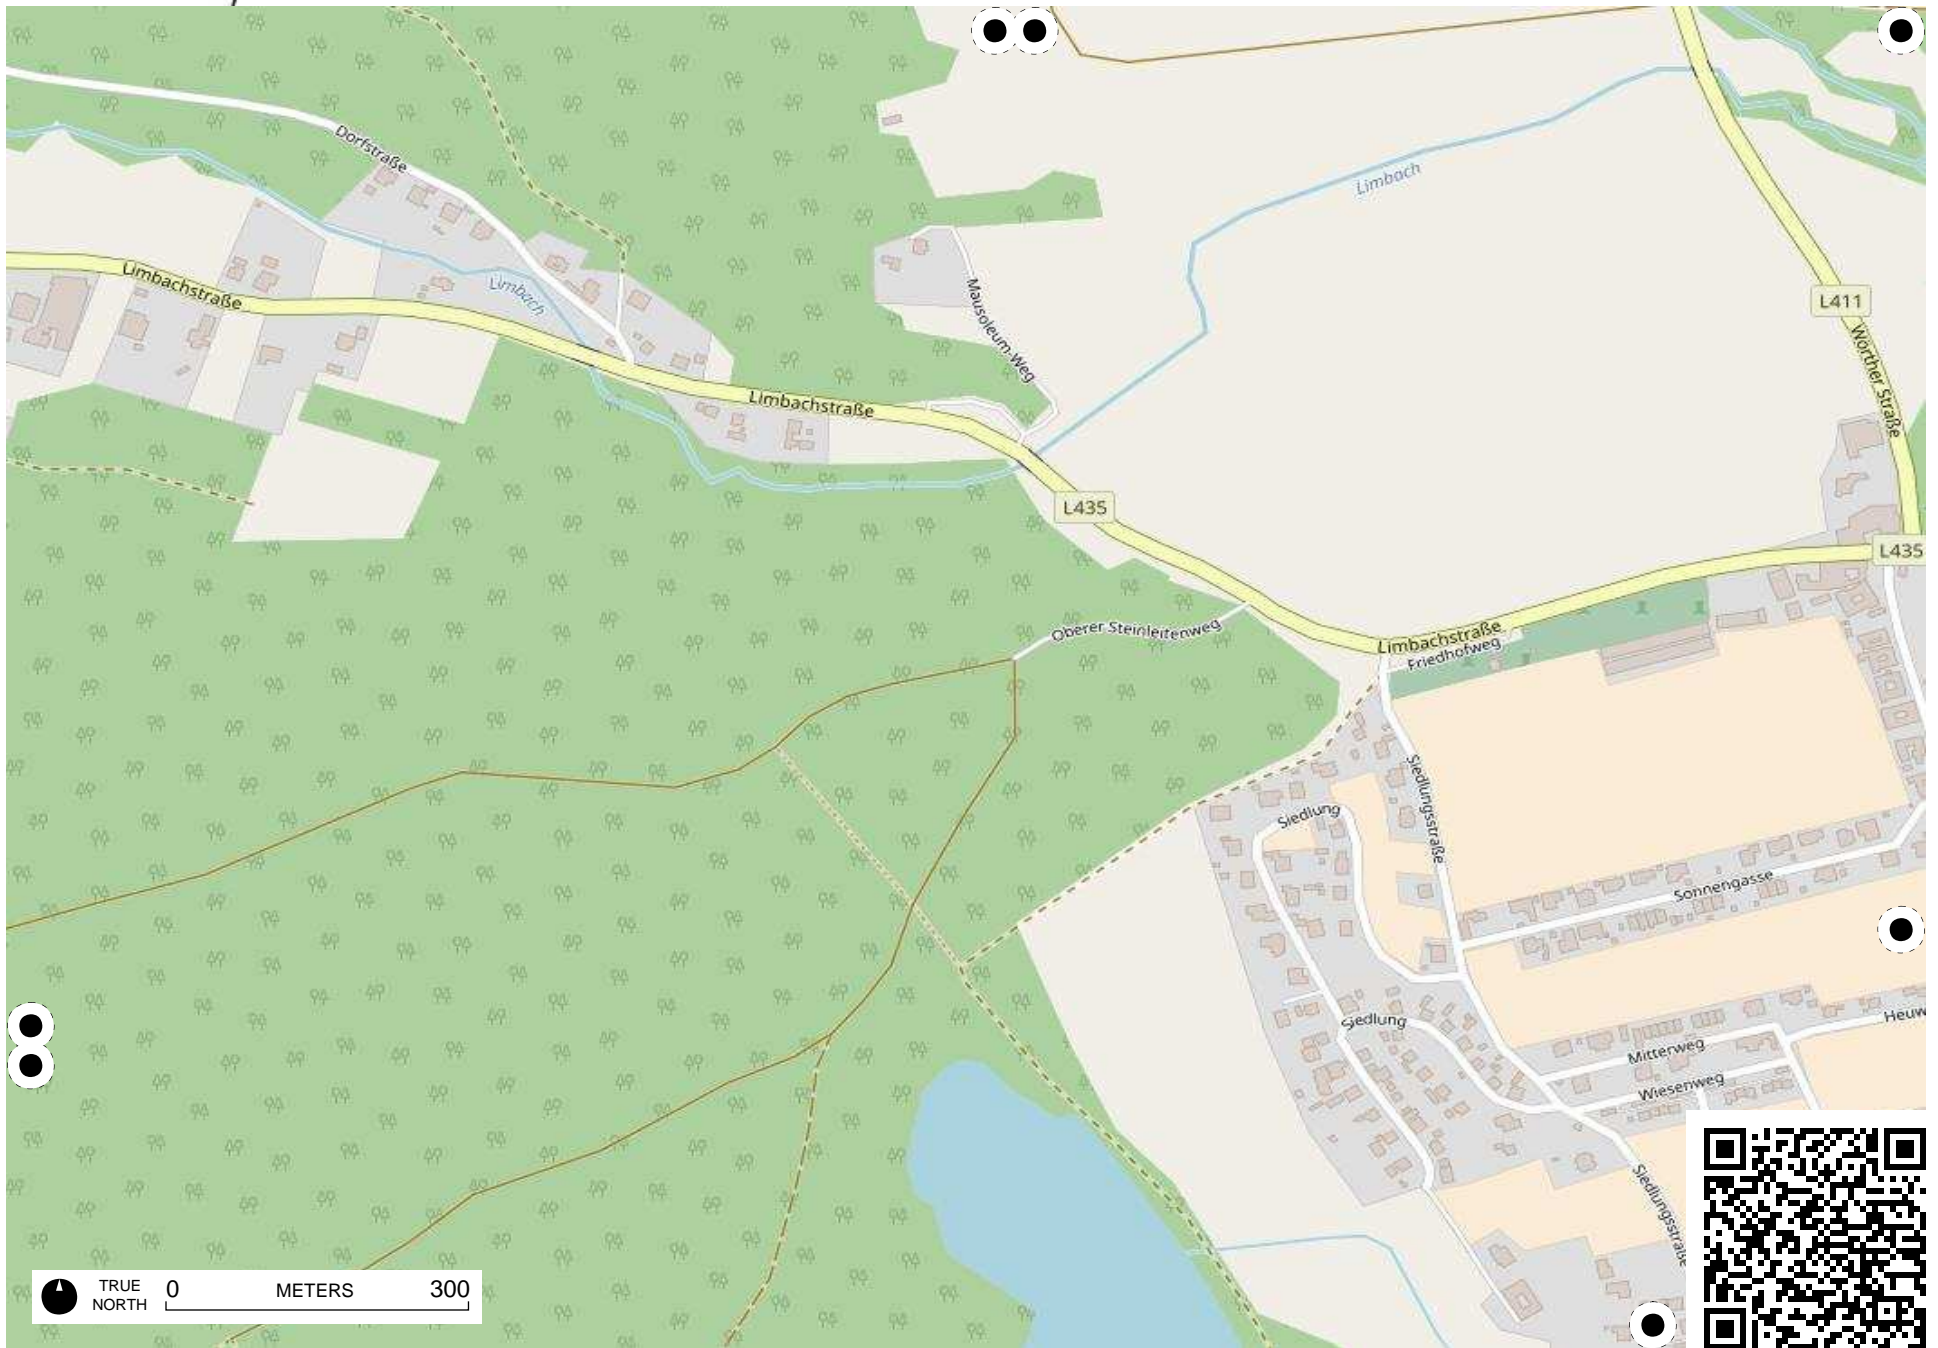 Dorfstraße
Limbach
L411
Limbachstraße
Limbach
Mausoleum-Weg
Wörther Straße
Limbachstraße
L435
L435
Oberer Steinleitenweg
Limbachstraße
Friedhofweg
Siedlungsstraße
Siedlung
Sonnengasse
Siedlung
Heuw
Mitterweg
Wiesenweg
Siedlungsstraße
TRUE
NORTH
0 METERS 300